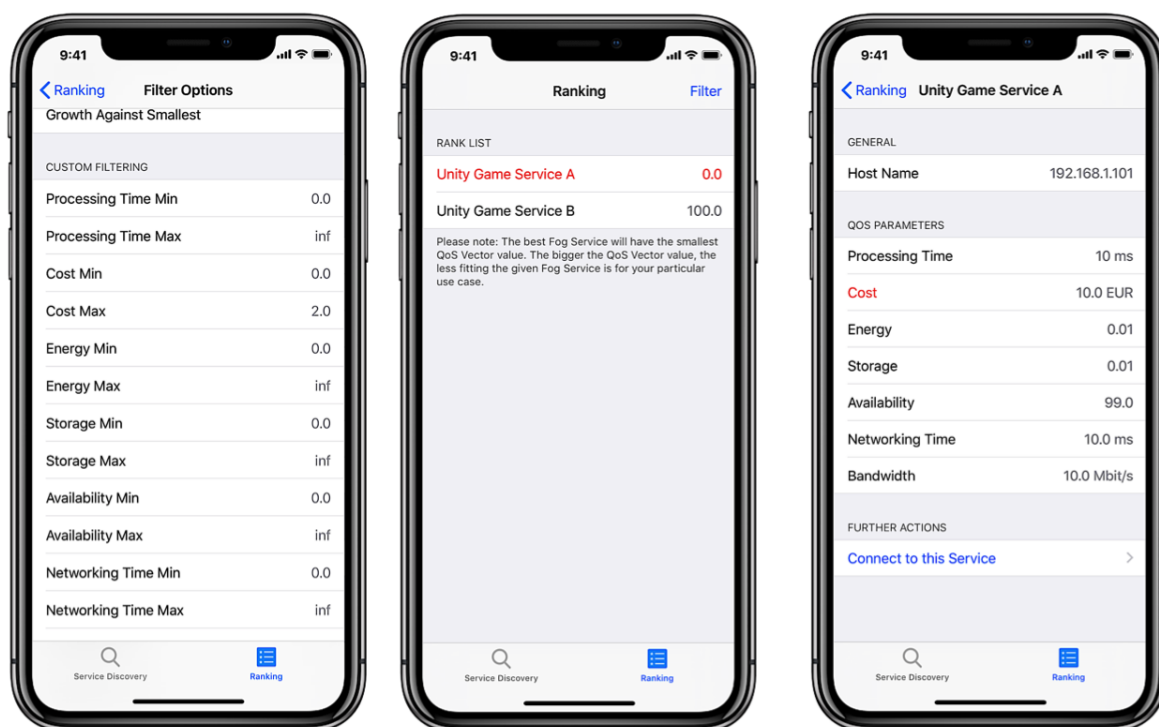 9:41
Ranking Filter Options
Growth Against Smallest
CUSTOM FILTERING
Processing Time Min 0.0
Processing Time Max inf
Cost Min 0.0
Cost Max 2.0
Energy Min 0.0
Energy Max inf
Storage Min 0.0
Storage Max inf
Availability Min 0.0
Availability Max inf
Networking Time Min 0.0
Networking Time Max inf
Service Discovery Ranking
9:41
Ranking Filter
RANK LIST
Unity Game Service A 0.0
Unity Game Service B 100.0
Please note: The best Fog Service will have the smallest
QoS Vector value. The bigger the QoS Vector value, the
less fitting the given Fog Service is for your particular
use case.
Service Discovery Ranking
9:41
Ranking Unity Game Service A
GENERAL
Host Name 192.168.1.101
QOS PARAMETERS
Processing Time 10 ms
Cost 10.0 EUR
Energy 0.01
Storage 0.01
Availability 99.0
Networking Time 10.0 ms
Bandwidth 10.0 Mbit/s
FURTHER ACTIONS
Connect to this Service
Service Discovery Ranking